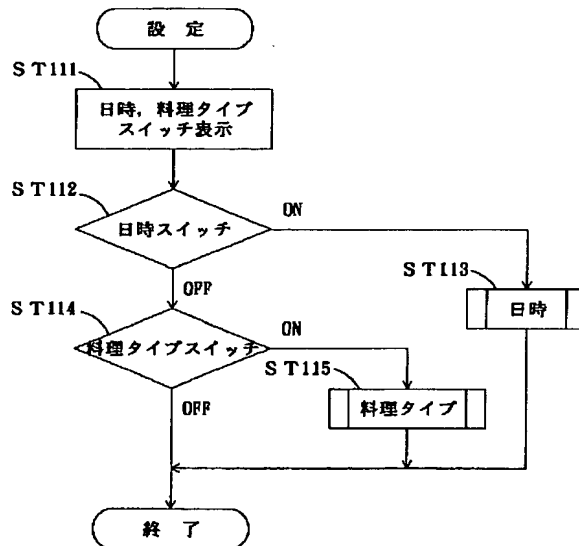 設 定
ST111
日時,料理タイプ
スイッチ表示
ST112
日時スイッチ
ON
OFF
ST113
日時
ST114
料理タイプスイッチ
ON
OFF
ST115
料理タイプ
終 了